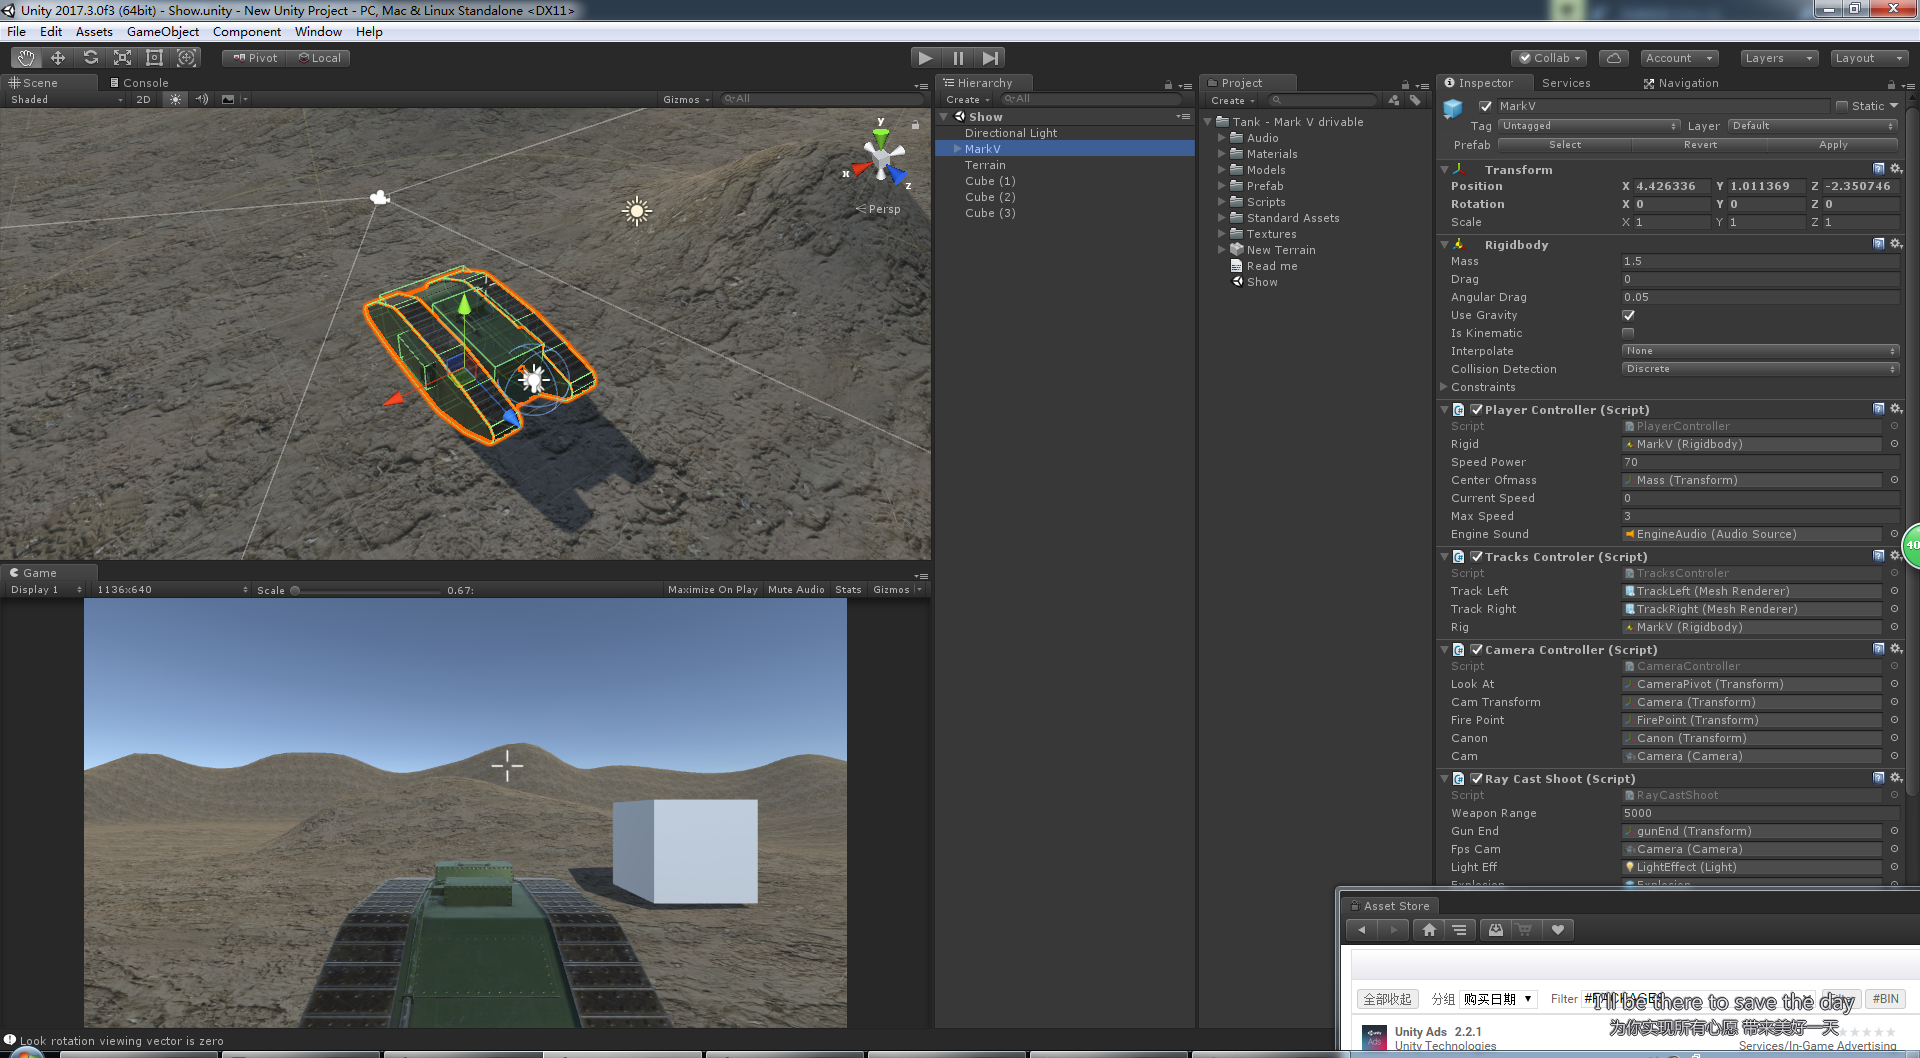 Unity 2017.3.0f3 (64bit) - Show.unity - New Unity Project - PC, Mac & Linux Standalone <DX11>
File Edit Assets GameObject Component Window Help
Pivot Local
Collab Account Layers Layout
Scene Console
Shaded 2D Gizmos All
y
x
z
Persp
Game
Display 1 1136x640 Scale 0.67: Maximize On Play Mute Audio Stats Gizmos
Look rotation viewing vector is zero
Hierarchy
Create All
Show
Directional Light
MarkV
Terrain
Cube (1)
Cube (2)
Cube (3)
Project
Create
Tank - Mark V drivable
Audio
Materials
Models
Prefab
Scripts
Standard Assets
Textures
New Terrain
Read me
Show
Inspector Services Navigation
MarkV Static
Tag Untagged Layer Default
Prefab Select Revert Apply
Transform
Position X 4.426336 Y 1.011369 Z -2.350746
Rotation X 0 Y 0 Z 0
Scale X 1 Y 1 Z 1
Rigidbody
Mass 1.5
Drag 0
Angular Drag 0.05
Use Gravity
Is Kinematic
Interpolate None
Collision Detection Discrete
Constraints
Player Controller (Script)
Script PlayerController
Rigid MarkV (Rigidbody)
Speed Power 70
Center Ofmass Mass (Transform)
Current Speed 0
Max Speed 3
Engine Sound EngineAudio (Audio Source)
40
Tracks Controler (Script)
Script TracksControler
Track Left TrackLeft (Mesh Renderer)
Track Right TrackRight (Mesh Renderer)
Rig MarkV (Rigidbody)
Camera Controller (Script)
Script CameraController
Look At CameraPivot (Transform)
Cam Transform Camera (Transform)
Fire Point FirePoint (Transform)
Canon Canon (Transform)
Cam Camera (Camera)
Ray Cast Shoot (Script)
Script RayCastShoot
Weapon Range 5000
Gun End gunEnd (Transform)
Fps Cam Camera (Camera)
Light Eff LightEffect (Light)
Explosion Explosion
Asset Store
全部收起 分组 购买日期 Filter #PACKAGES #BIN
I'll be there to save the day
为你实现所有心愿 带来美好一天
Unity Ads 2.2.1
Unity Technologies Services/In-Game Advertising